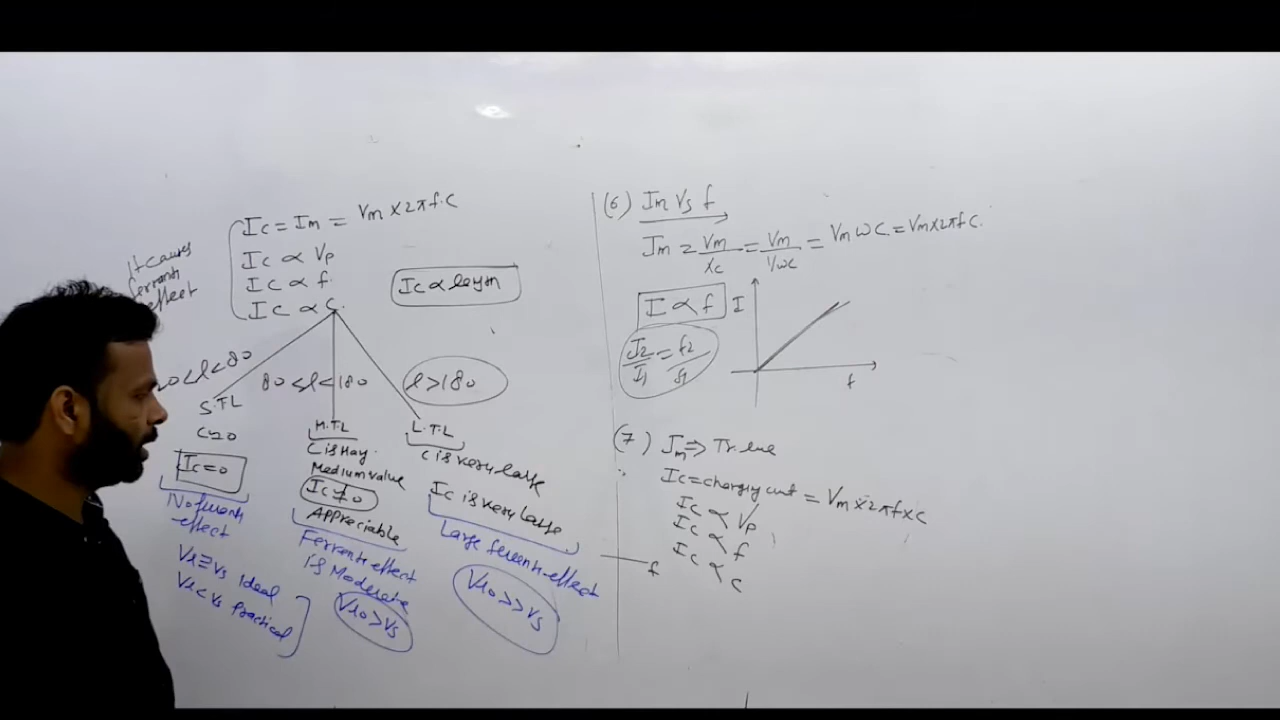 It causes
ferranti
effect
Ic = Im = Vm × 2πf.C
Ic ∝ Vp
Ic ∝ f.
Ic ∝ C.
Ic ∝ length
0<l<80
S.T.L
C≃0
Ic=0
No ferranti
effect
Vr≅Vs ideal
Vr<Vs Practical
80<l<180
M.T.L
C is Hav.
Medium value
Ic≠0
Appreciable
Ferranti effect
is Moderate
Vro>Vs
l>180
L.T.L
C is very large
Ic is very large
Large ferranti effect
Vro>>Vs
(6) Im Vs f
Im = Vm/Xc = Vm/1/ωc = Vm ωC = Vm×2πfC.
I ∝ f
I2/I1 = f2/f1
I
f
(7) Im ⇒ Tr. line
∵ Ic = charging cunt = Vm×2πf×C
Ic ∝ Vp
Ic ∝ f
Ic ∝ C
f